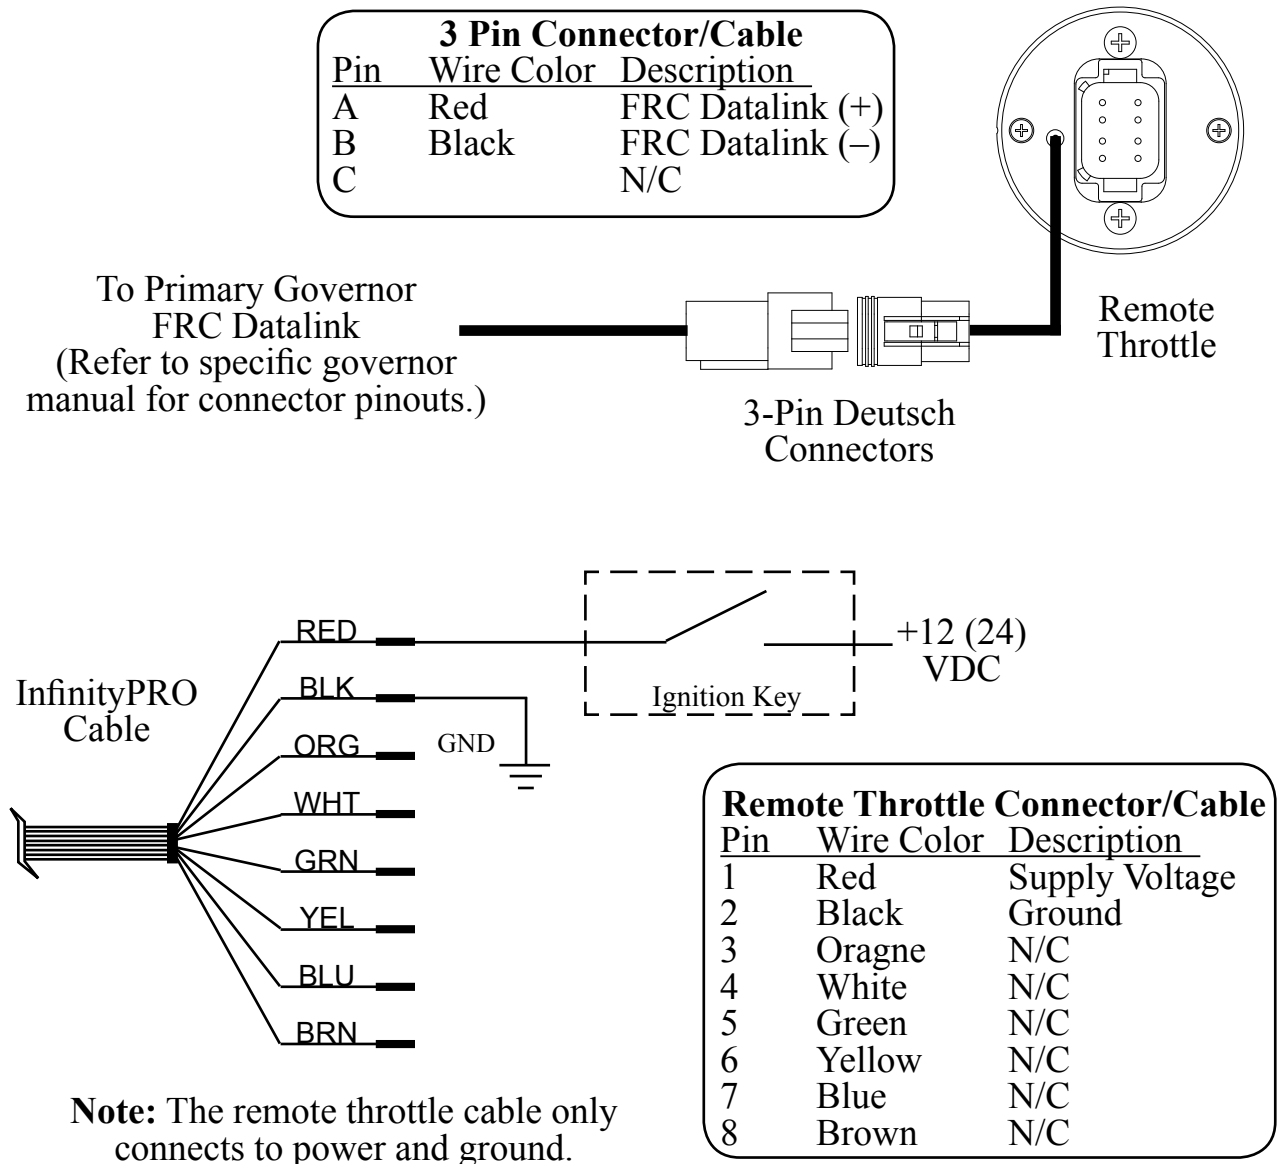 3 Pin Connector/Cable
Pin Wire Color Description
A Red FRC Datalink (+)
B Black FRC Datalink (–)
C N/C
To Primary Governor
FRC Datalink
(Refer to specific governor
manual for connector pinouts.)
Remote
Throttle
3-Pin Deutsch
Connectors
InfinityPRO
Cable
RED
BLK
ORG
WHT
GRN
YEL
BLU
BRN
GND
Ignition Key
+12 (24)
VDC
Remote Throttle Connector/Cable
Pin Wire Color Description
1 Red Supply Voltage
2 Black Ground
3 Oragne N/C
4 White N/C
5 Green N/C
6 Yellow N/C
7 Blue N/C
8 Brown N/C
Note: The remote throttle cable only
connects to power and ground.